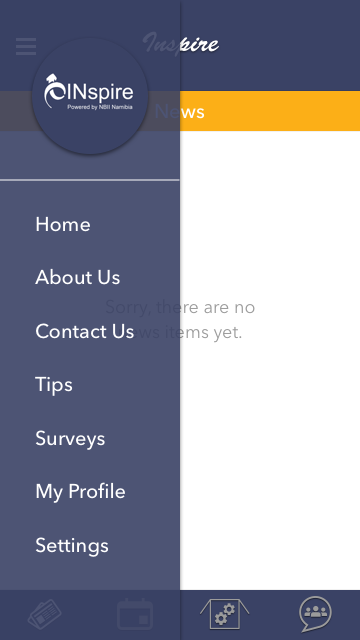 Inspire
INspire
Powered by NBII Namibia
News
Home
About Us
Sorry, there are no
news items yet.
Contact Us
Tips
Surveys
My Profile
Settings